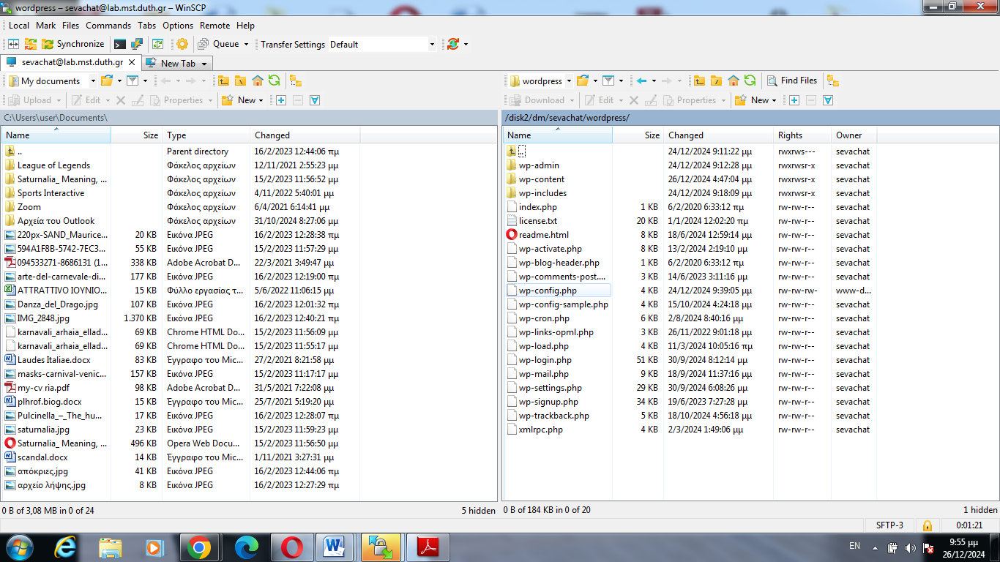 wordpress – sevachat@lab.mst.duth.gr – WinSCP
Local Mark Files Commands Tabs Options Remote Help
Synchronize Queue Transfer Settings Default
sevachat@lab.mst.duth.gr New Tab
My documents
Upload Edit Properties New
C:\Users\user\Documents\
Name Size Type Changed
.. Parent directory 16/2/2023 12:44:06 πμ
League of Legends Φάκελος αρχείων 12/11/2021 2:55:23 μμ
Saturnalia_ Meaning, ... Φάκελος αρχείων 15/2/2023 11:56:52 μμ
Sports Interactive Φάκελος αρχείων 4/11/2022 5:40:01 μμ
Zoom Φάκελος αρχείων 6/4/2021 6:14:41 μμ
Αρχεία του Outlook Φάκελος αρχείων 31/10/2024 8:27:06 μμ
220px-SAND_Maurice... 20 KB Εικόνα JPEG 16/2/2023 12:28:38 πμ
594A1F8B-5742-7EC3... 55 KB Εικόνα JPEG 15/2/2023 11:57:29 μμ
094533271-8686131 (1... 338 KB Adobe Acrobat D... 22/3/2021 3:49:47 μμ
arte-del-carnevale-di... 177 KB Εικόνα JPEG 16/2/2023 12:19:00 πμ
ATTRATTIVO ΙΟΥΝΙΟ... 15 KB Φύλλο εργασίας τ... 5/6/2022 11:06:15 μμ
Danza_del_Drago.jpg 107 KB Εικόνα JPEG 16/2/2023 12:01:32 πμ
IMG_2848.jpg 1.370 KB Εικόνα JPEG 16/2/2023 12:40:21 πμ
karnavali_arhaia_ellad... 69 KB Chrome HTML Do... 15/2/2023 11:56:09 μμ
karnavali_arhaia_ellad... 69 KB Chrome HTML Do... 15/2/2023 11:55:17 μμ
Laudes Italiae.docx 83 KB Έγγραφο του Mic... 27/2/2021 8:21:58 μμ
masks-carnival-venic... 157 KB Εικόνα JPEG 15/2/2023 11:17:17 μμ
my-cv ria.pdf 98 KB Adobe Acrobat D... 31/5/2021 7:22:08 μμ
plhrof.biog.docx 15 KB Έγγραφο του Mic... 25/7/2021 5:19:20 μμ
Pulcinella_–_The_hu... 17 KB Εικόνα JPEG 16/2/2023 12:28:07 πμ
saturnalia.jpg 23 KB Εικόνα JPEG 15/2/2023 11:59:23 μμ
Saturnalia_ Meaning, ... 496 KB Opera Web Docu... 15/2/2023 11:56:50 μμ
scandal.docx 14 KB Έγγραφο του Mic... 1/11/2021 3:27:31 μμ
απόκριες.jpg 41 KB Εικόνα JPEG 16/2/2023 12:44:06 πμ
αρχείο λήψης.jpg 8 KB Εικόνα JPEG 16/2/2023 12:27:29 πμ
0 B of 3,08 MB in 0 of 24 5 hidden
wordpress Find Files
Download Edit Properties New
/disk2/dm/sevachat/wordpress/
Name Size Changed Rights Owner
.. 24/12/2024 9:11:22 μμ rwxrws--- sevachat
wp-admin 24/12/2024 9:12:28 μμ rwxrwsr-x sevachat
wp-content 26/12/2024 4:47:04 μμ rwxrwsr-x sevachat
wp-includes 24/12/2024 9:18:09 μμ rwxrwsr-x sevachat
index.php 1 KB 6/2/2020 6:33:12 πμ rw-rw-r-- sevachat
license.txt 20 KB 1/1/2024 12:02:20 πμ rw-rw-r-- sevachat
readme.html 8 KB 18/6/2024 12:59:14 μμ rw-rw-r-- sevachat
wp-activate.php 8 KB 13/2/2024 2:19:10 μμ rw-rw-r-- sevachat
wp-blog-header.php 1 KB 6/2/2020 6:33:12 πμ rw-rw-r-- sevachat
wp-comments-post.... 3 KB 14/6/2023 3:11:16 μμ rw-rw-r-- sevachat
wp-config.php 4 KB 24/12/2024 9:39:05 μμ rw-rw-rw- www-d...
wp-config-sample.php 4 KB 15/10/2024 4:24:18 μμ rw-rw-r-- sevachat
wp-cron.php 6 KB 2/8/2024 8:40:16 μμ rw-rw-r-- sevachat
wp-links-opml.php 3 KB 26/11/2022 9:01:18 μμ rw-rw-r-- sevachat
wp-load.php 4 KB 11/3/2024 10:05:16 πμ rw-rw-r-- sevachat
wp-login.php 51 KB 30/9/2024 8:12:14 μμ rw-rw-r-- sevachat
wp-mail.php 9 KB 18/9/2024 11:37:16 μμ rw-rw-r-- sevachat
wp-settings.php 29 KB 30/9/2024 6:08:26 μμ rw-rw-r-- sevachat
wp-signup.php 34 KB 19/6/2023 7:27:28 μμ rw-rw-r-- sevachat
wp-trackback.php 5 KB 18/10/2024 4:56:18 μμ rw-rw-r-- sevachat
xmlrpc.php 4 KB 2/3/2024 1:49:06 μμ rw-rw-r-- sevachat
0 B of 184 KB in 0 of 20 1 hidden
SFTP-3 0:01:21
EN 9:55 μμ
26/12/2024